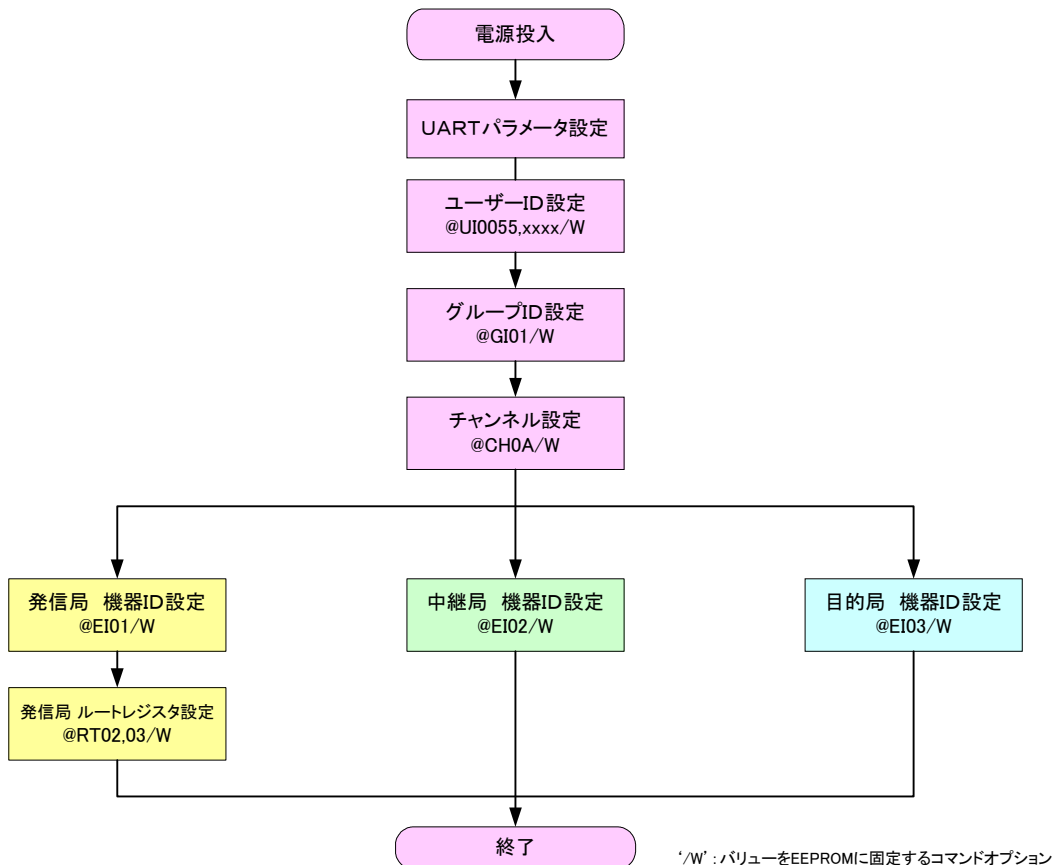 電源投入
UARTパラメータ設定
ユーザーID設定
@UI0055,xxxx/W
グループID設定
@GI01/W
チャンネル設定
@CH0A/W
発信局 機器ID設定
@EI01/W
中継局 機器ID設定
@EI02/W
目的局 機器ID設定
@EI03/W
発信局 ルートレジスタ設定
@RT02,03/W
終了
‘/W’:バリューをEEPROMに固定するコマンドオプション